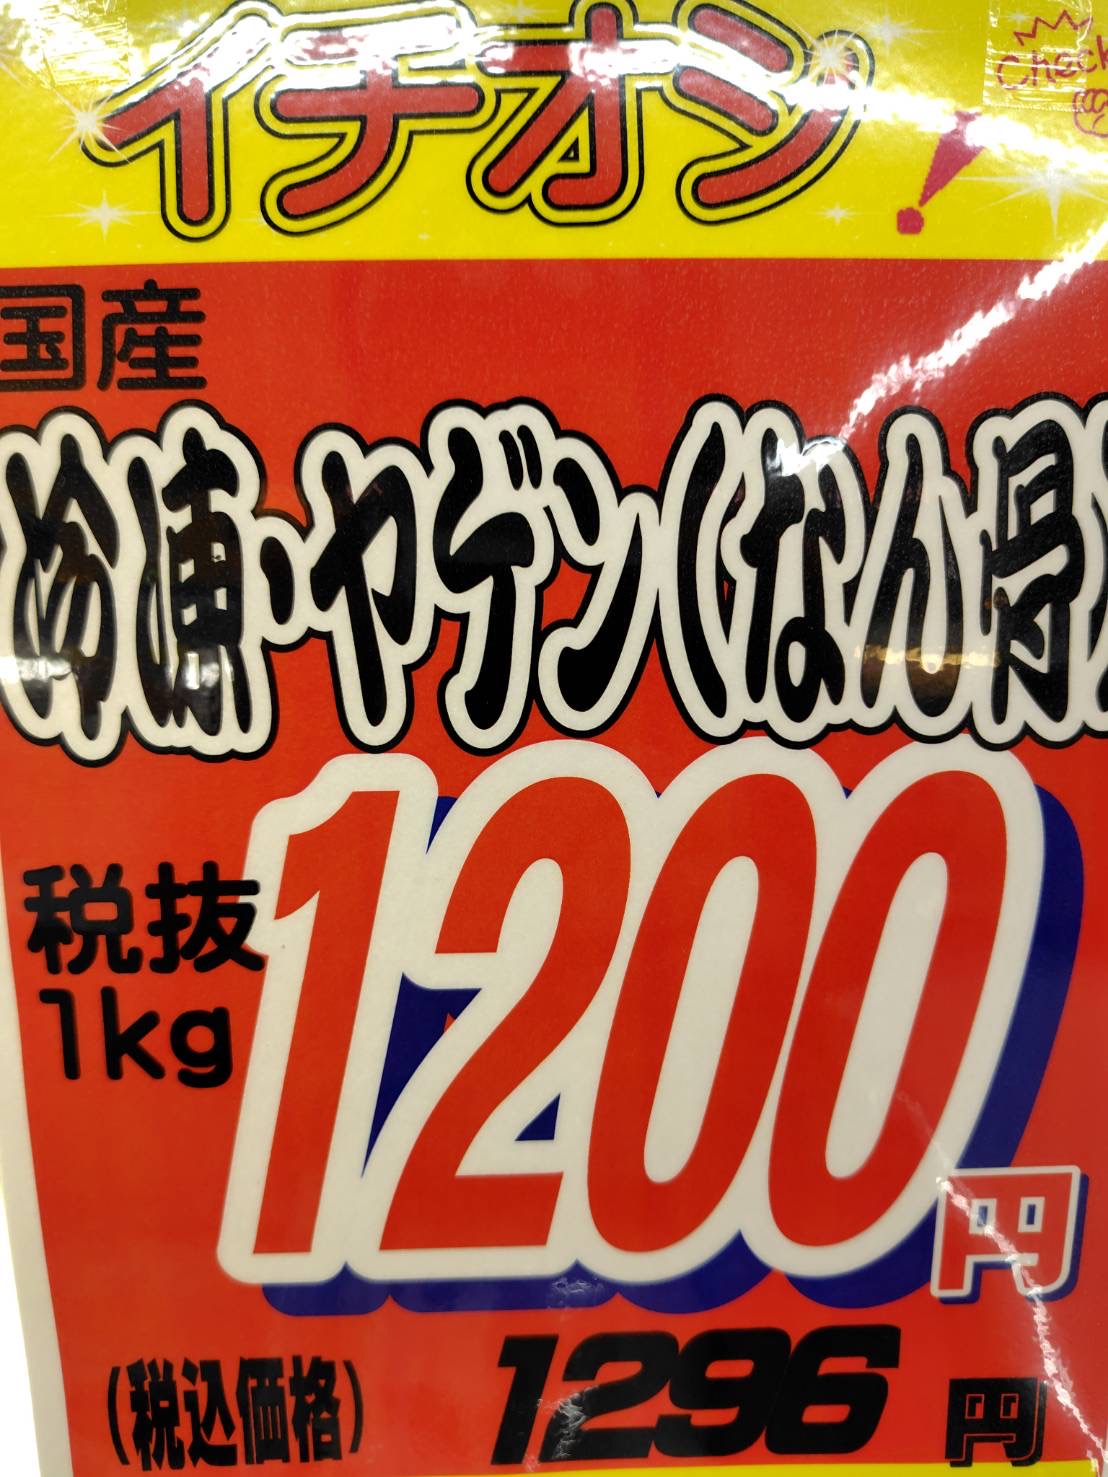 イチオシ!
Check
国産
冷凍・ヤゲン(なん骨)
税抜
1kg
1200円
(税込価格) 1296円